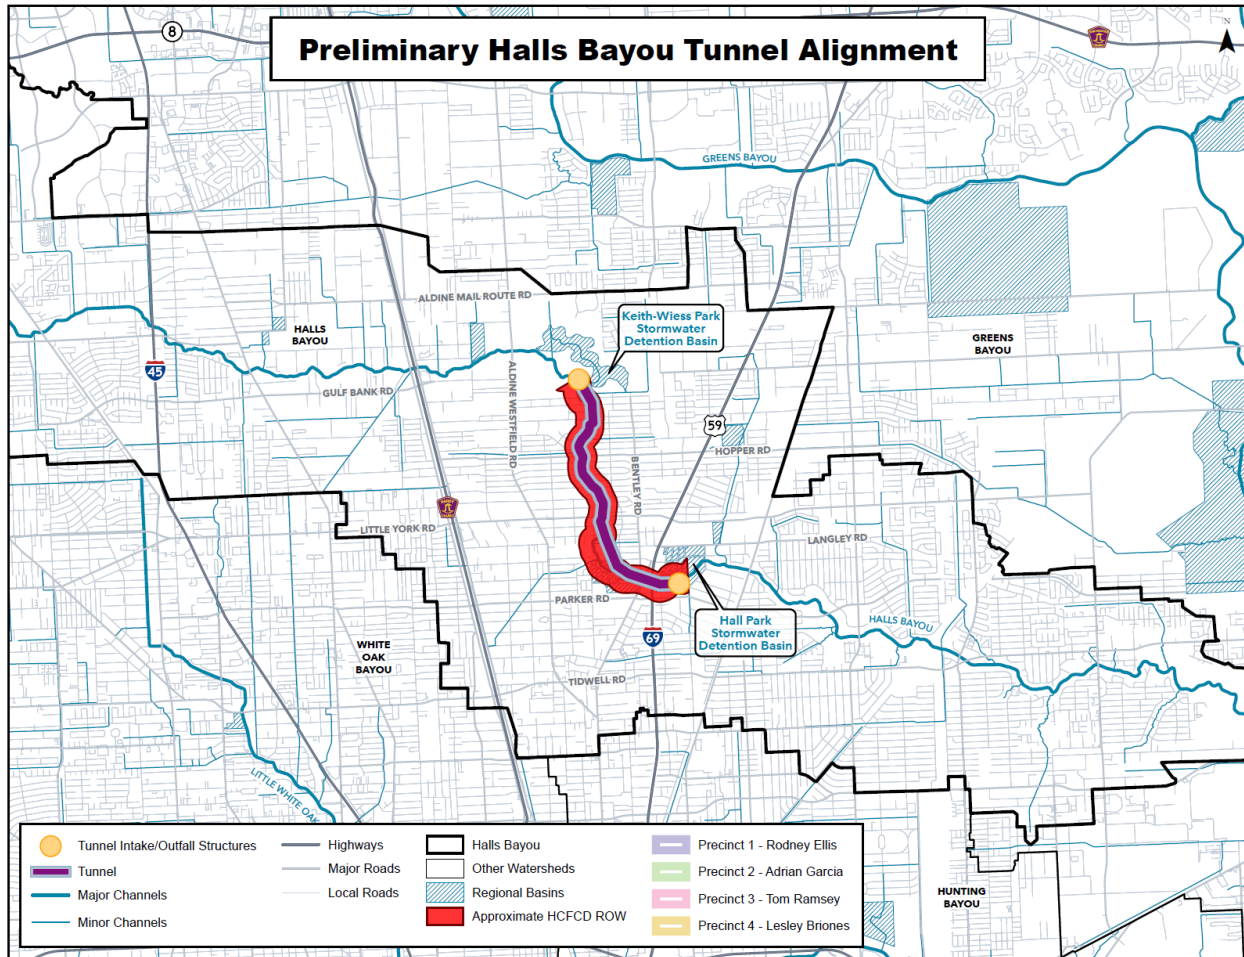 Preliminary Halls Bayou Tunnel Alignment
8
N
GREENS BAYOU
ALDINE MAIL ROUTE RD
Keith-Wiess Park
Stormwater
Detention Basin
HALLS
BAYOU
GREENS
BAYOU
45
GULF BANK RD
ALDINE WESTFIELD RD
59
HOPPER RD
BENTLEY RD
LITTLE YORK RD
LANGLEY RD
PARKER RD
Hall Park
Stormwater
Detention Basin
HALLS BAYOU
69
WHITE
OAK
BAYOU
TIDWELL RD
LITTLE WHITE OAK
HUNTING
BAYOU
Tunnel Intake/Outfall Structures
Tunnel
Major Channels
Minor Channels
Highways
Major Roads
Local Roads
Halls Bayou
Other Watersheds
Regional Basins
Approximate HCFCD ROW
Precinct 1 - Rodney Ellis
Precinct 2 - Adrian Garcia
Precinct 3 - Tom Ramsey
Precinct 4 - Lesley Briones